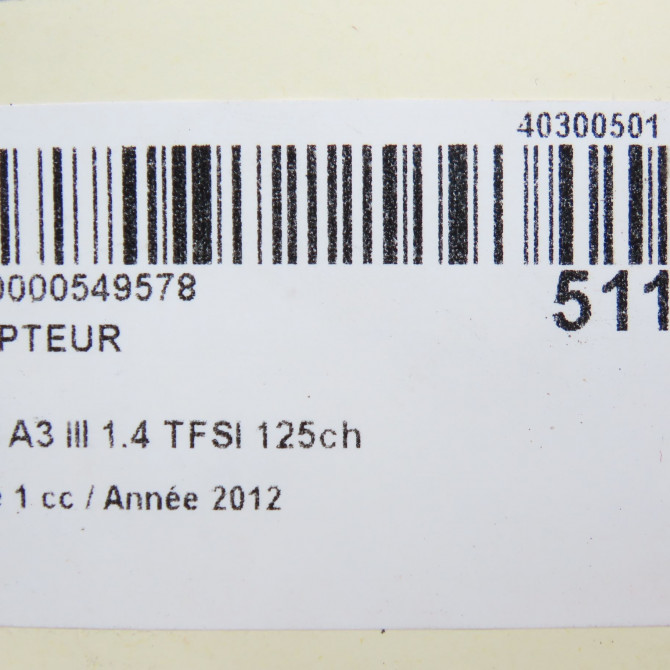 40300501
0000549578
511
PTEUR
A3 III 1.4 TFSI 125ch
1 cc / Année 2012